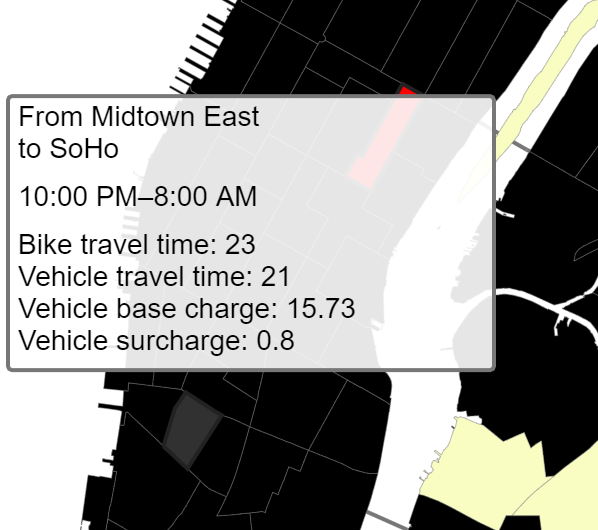 From Midtown East
to SoHo
10:00 PM–8:00 AM
Bike travel time: 23
Vehicle travel time: 21
Vehicle base charge: 15.73
Vehicle surcharge: 0.8